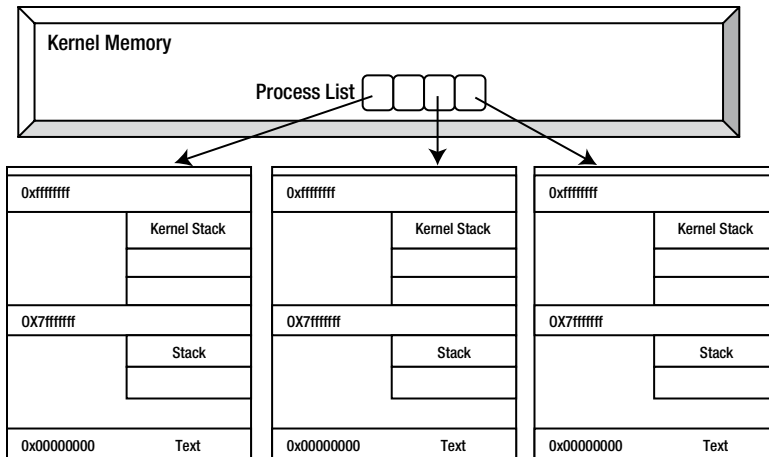 Kernel Memory
Process List
0xffffffff
Kernel Stack
0X7fffffff
Stack
0x00000000 Text
0xffffffff
Kernel Stack
0X7fffffff
Stack
0x00000000 Text
0xffffffff
Kernel Stack
0X7fffffff
Stack
0x00000000 Text